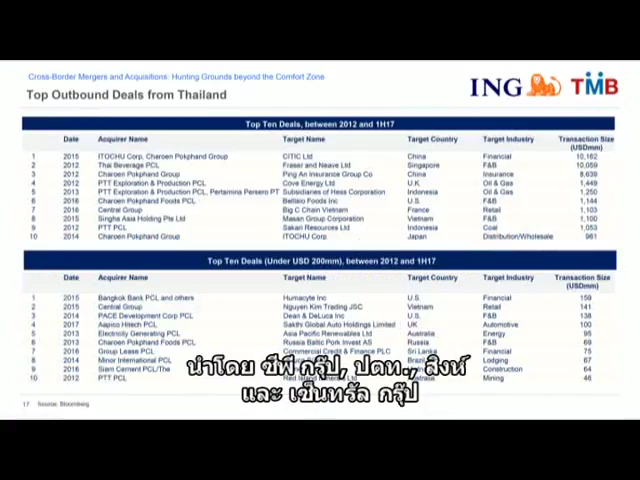 Cross-Border Mergers and Acquisitions: Hunting Grounds beyond the Comfort Zone
Top Outbound Deals from Thailand
ING TMB
Top Ten Deals, between 2012 and 1H17
Date Acquirer Name Target Name Target Country Target Industry Transaction Size (USDmm)
1 2015 ITOCHU Corp, Charoen Pokphand Group CITIC Ltd China Financial 10,162
2 2012 Thai Beverage PCL Fraser and Neave Ltd Singapore F&B 10,059
3 2012 Charoen Pokphand Group Ping An Insurance Group Co China Insurance 8,639
4 2012 PTT Exploration & Production PCL Cove Energy Ltd U.K Oil & Gas 1,449
5 2013 PTT Exploration & Production PCL, Pertamina Persero PT Subsidiaries of Hess Corporation Indonesia Oil & Gas 1,250
6 2016 Charoen Pokphand Foods PCL Bellisio Foods Inc U.S F&B 1,144
7 2016 Central Group Big C Chain Vietnam France Retail 1,103
8 2015 Singha Asia Holding Pte Ltd Masan Group Corporation Vietnam F&B 1,100
9 2012 PTT PCL Sakari Resources Ltd Indonesia Coal 1,053
10 2014 Charoen Pokphand Group ITOCHU Corp Japan Distribution/Wholesale 961
Top Ten Deals (Under USD 200mm), between 2012 and 1H17
Date Acquirer Name Target Name Target Country Target Industry Transaction Size (USDmm)
1 2015 Bangkok Bank PCL and others Humacyte Inc U.S Financial 150
2 2015 Central Group Nguyen Kim Trading JSC Vietnam Retail 141
3 2014 PACE Development Corp PCL Dean & DeLuca Inc U.S F&B 138
4 2017 Aapico Hitech PCL Sakthi Global Auto Holdings Limited UK Automotive 100
5 2013 Electricity Generating PCL Australia Energy 95
6 2013 Charoen Pokphand Foods PCL Russia Baltic Pork Invest AS Russia F&B 69
7 2016 Group Lease PCL Commercial Credit & Finance PLC Sri Lanka Financial 75
8 2014 Minor International PCL Brazil Lodging 67
9 2016 Siam Cement PCL/The Construction 64
10 2012 PTT PCL Red Island Australia Mining 46
นำโดย ซีพี กรุ๊ป, ปตท., สิงห์
และ เซ็นทรัล กรุ๊ป
17 Source: Bloomberg